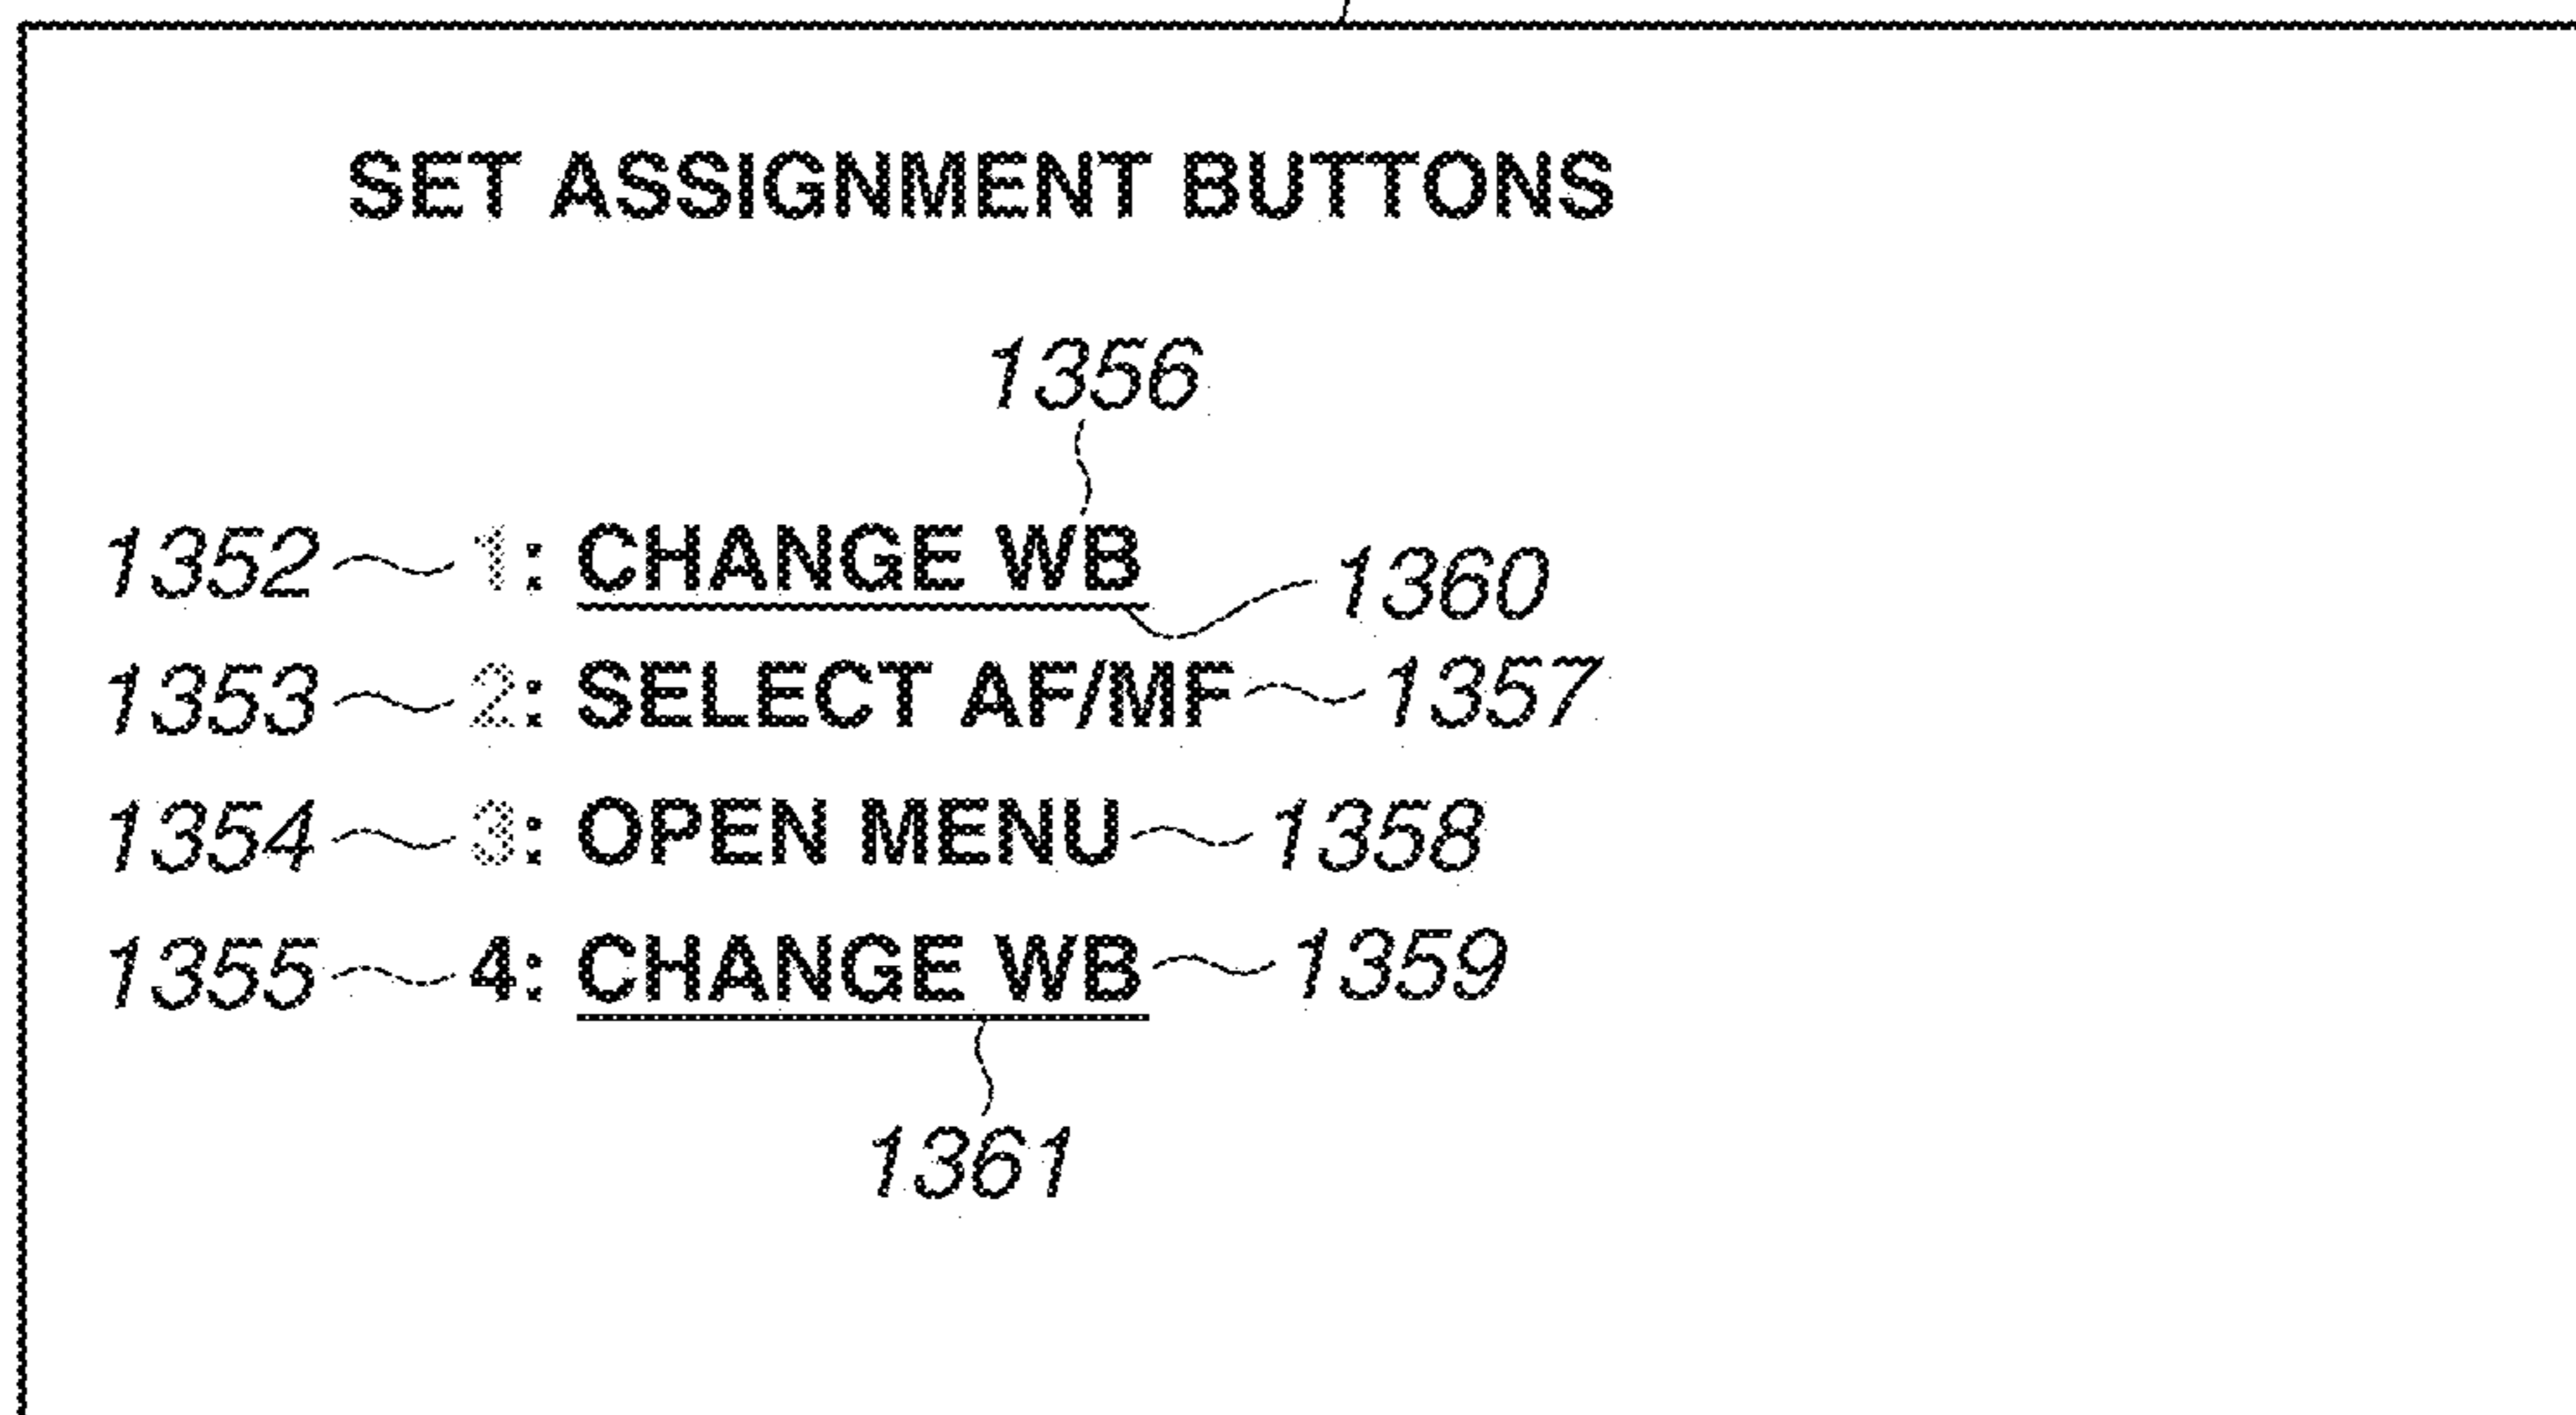 SET ASSIGNMENT BUTTONS
1356
1352 1: CHANGE WB 1360
1353 2: SELECT AF/MF 1357
1354 3: OPEN MENU 1358
1355 4: CHANGE WB 1359
1361